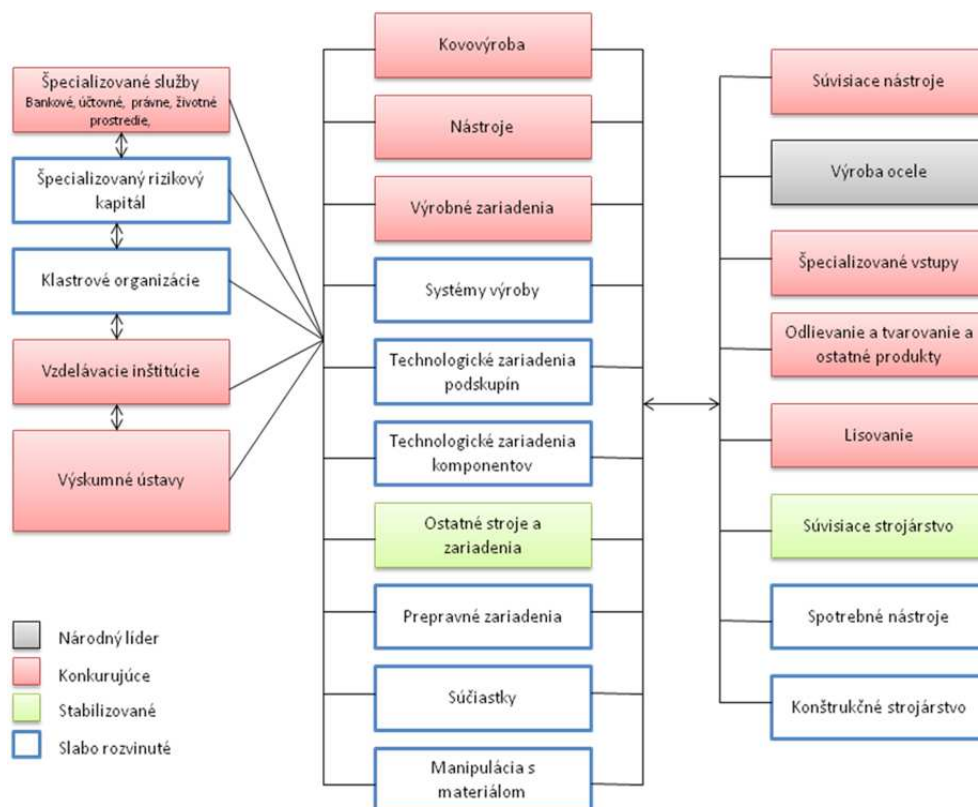 Špecializované služby
Bankové, účtovné, právne, životné
prostredie,
Špecializovaný rizikový
kapitál
Klastrové organizácie
Vzdelávacie inštitúcie
Výskumné ústavy
Národný líder
Konkurujúce
Stabilizované
Slabo rozvinuté
Kovovýroba
Nástroje
Výrobné zariadenia
Systémy výroby
Technologické zariadenia
podskupín
Technologické zariadenia
komponentov
Ostatné stroje a
zariadenia
Prepravné zariadenia
Súčiastky
Manipulácia s
materiálom
Súvisiace nástroje
Výroba ocele
Špecializované vstupy
Odlievanie a tvarovanie a
ostatné produkty
Lisovanie
Súvisiace strojárstvo
Spotrebné nástroje
Konštrukčné strojárstvo